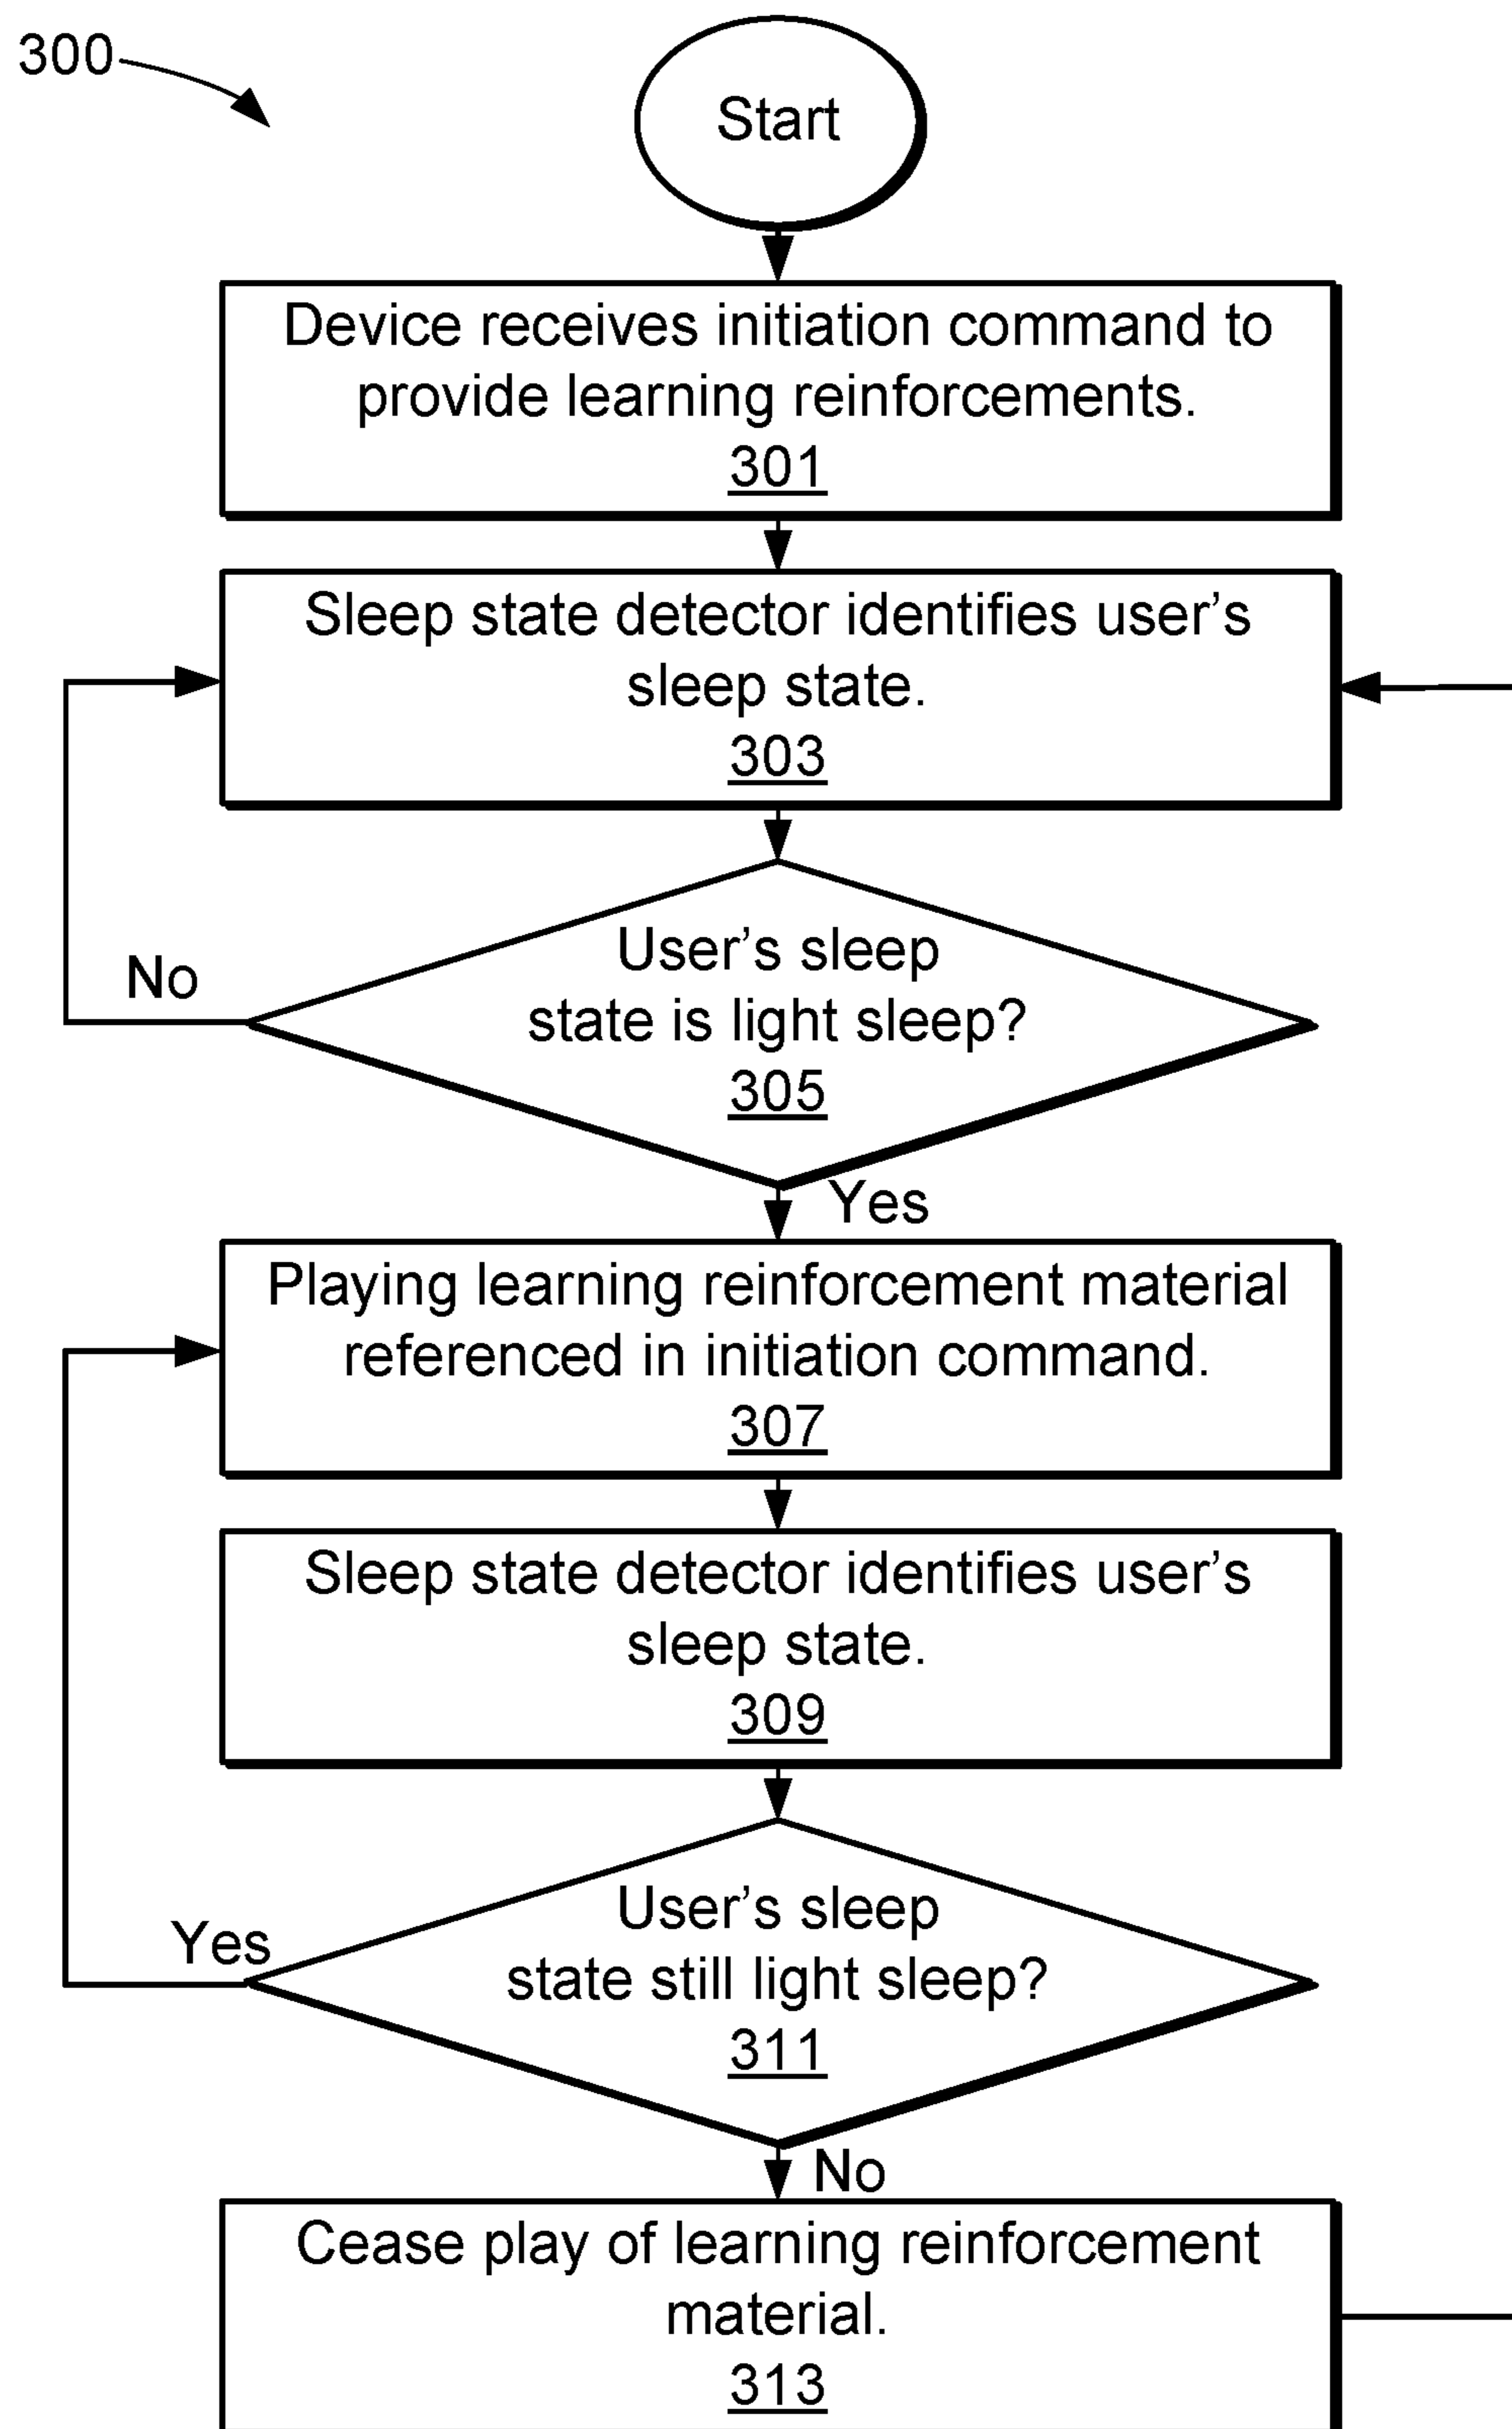 300
Start
Device receives initiation command to
provide learning reinforcements.
301
Sleep state detector identifies user's
sleep state.
303
User's sleep
state is light sleep?
305
No
Yes
Playing learning reinforcement material
referenced in initiation command.
307
Sleep state detector identifies user's
sleep state.
309
User's sleep
state still light sleep?
311
Yes
No
Cease play of learning reinforcement
material.
313